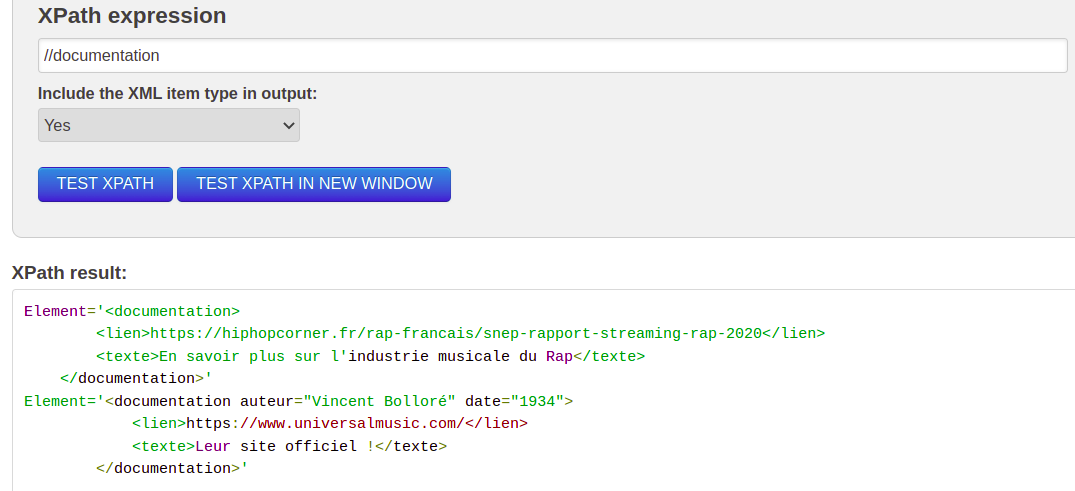 XPath expression
//documentation
Include the XML item type in output:
Yes
TEST XPATH TEST XPATH IN NEW WINDOW
XPath result:
Element='<documentation>
        <lien>https://hiphopcorner.fr/rap-francais/snep-rapport-streaming-rap-2020</lien>
        <texte>En savoir plus sur l'industrie musicale du Rap</texte>
    </documentation>'
Element='<documentation auteur="Vincent Bolloré" date="1934">
            <lien>https://www.universalmusic.com/</lien>
            <texte>Leur site officiel !</texte>
        </documentation>'